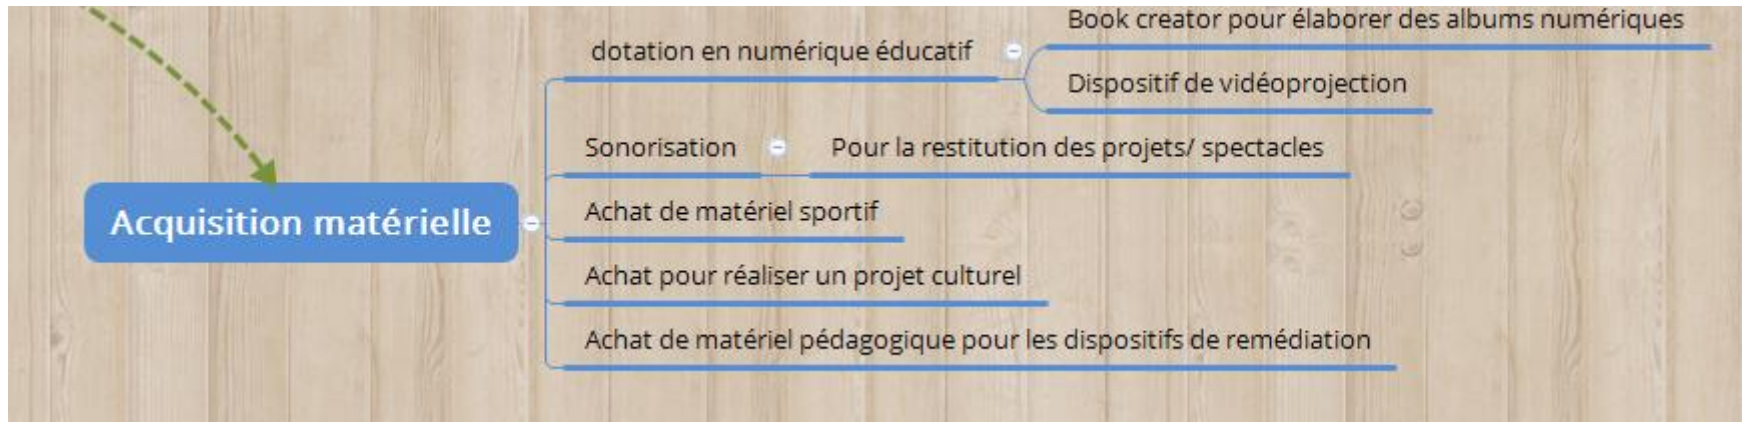 Book creator pour élaborer des albums numériques
dotation en numérique éducatif
Dispositif de vidéoprojection
Sonorisation
Pour la restitution des projets/ spectacles
Acquisition matérielle
Achat de matériel sportif
Achat pour réaliser un projet culturel
Achat de matériel pédagogique pour les dispositifs de remédiation